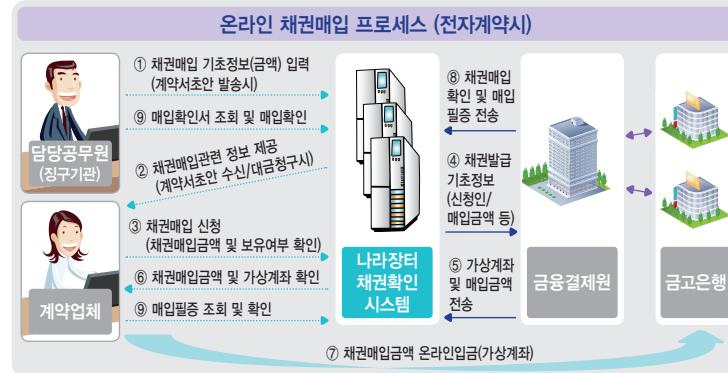 온라인 채권매입 프로세스 (전자계약시)
① 채권매입 기초정보(금액) 입력
(계약서초안 발송시)
⑨ 매입확인서 조회 및 매입확인
담당공무원
(징구기관)
② 채권매입관련 정보 제공
(계약서초안 수신/대금청구시)
③ 채권매입 신청
(채권매입금액 및 보유여부 확인)
⑥ 채권매입금액 및 가상계좌 확인
⑨ 매입필증 조회 및 확인
계약업체
나라장터
채권확인
시스템
⑧ 채권매입
확인 및 매입
필증 전송
④ 채권발급
기초정보
(신청인/
매입금액 등)
⑤ 가상계좌
및 매입금액
전송
금융결제원
금고은행
⑦ 채권매입금액 온라인입금(가상계좌)